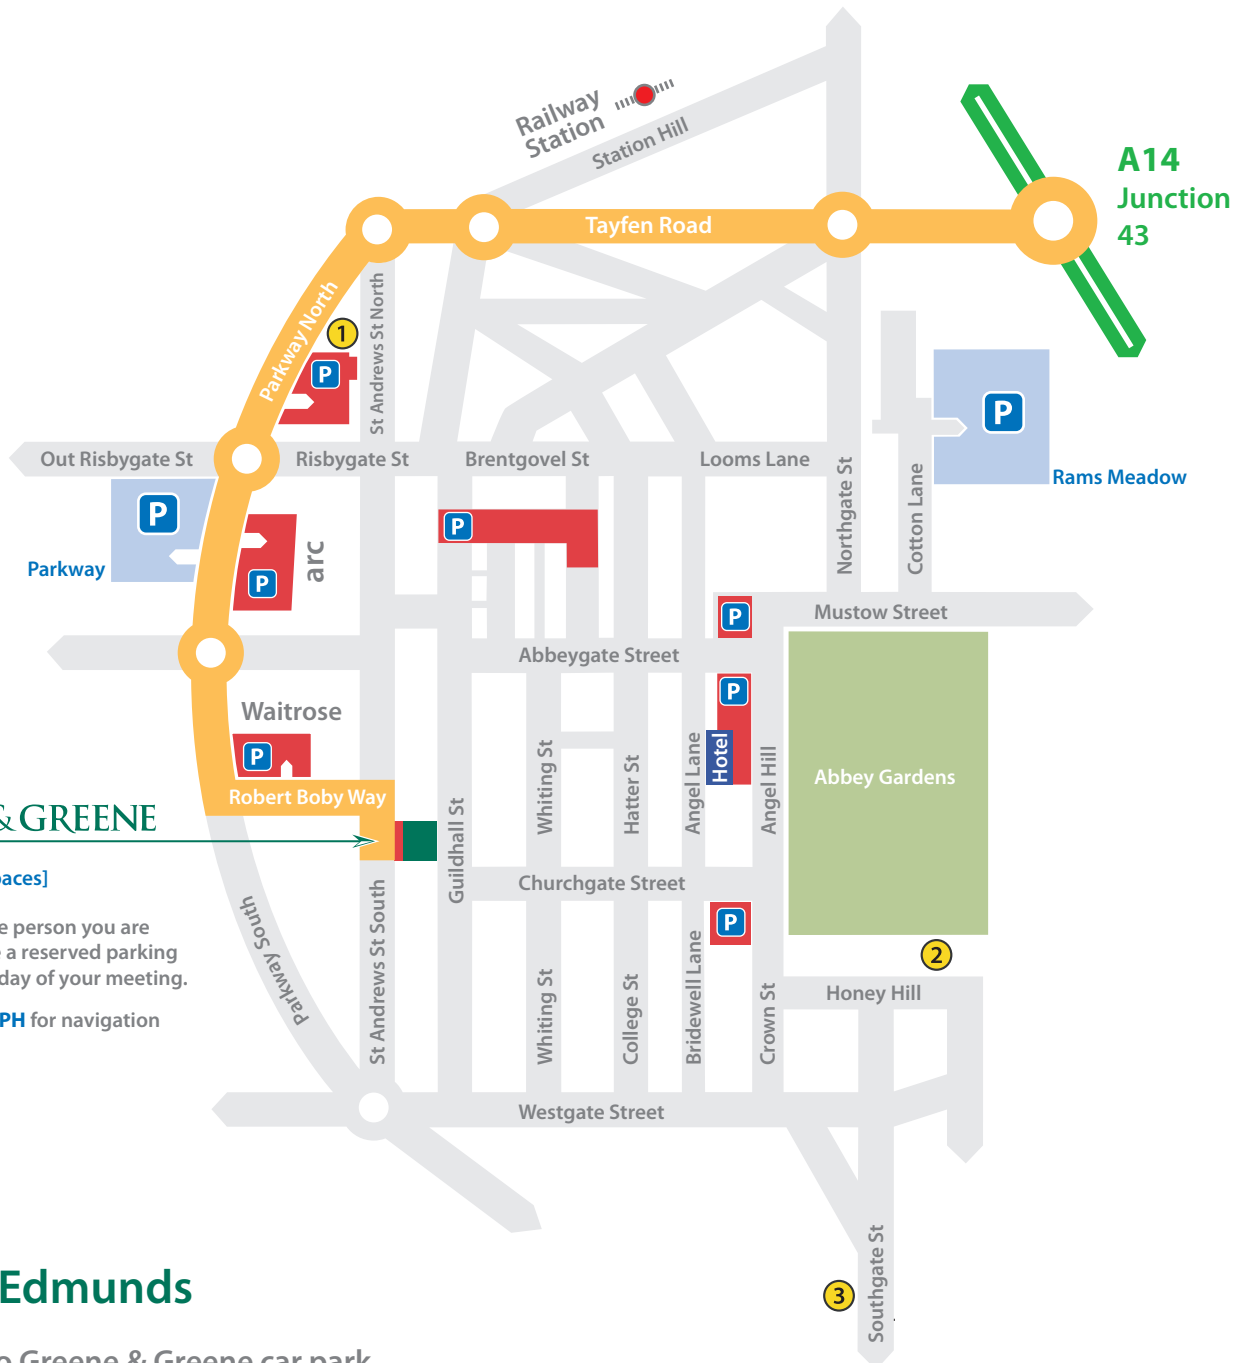 Railway
Station
Station Hill
A14
Junction
43
Tayfen Road
Parkway North
1
St Andrews St North
P
P
Out Risbygate St
Risbygate St
Brentgovel St
Looms Lane
Rams Meadow
Northgate St
Cotton Lane
P
P
arc
P
Parkway
P
Mustow Street
Abbeygate Street
P
Waitrose
P
Hotel
Abbey Gardens
Robert Boby Way
& GREENE
Guildhall St
Whiting St
Hatter St
Angel Lane
Angel Hill
Churchgate Street
paces]
e person you are
e a reserved parking
day of your meeting.
PH for navigation
Parkway South
St Andrews St South
Whiting St
College St
Bridewell Lane
P
Crown St
2
Honey Hill
Westgate Street
Edmunds
3
Southgate St
o Greene & Greene car park